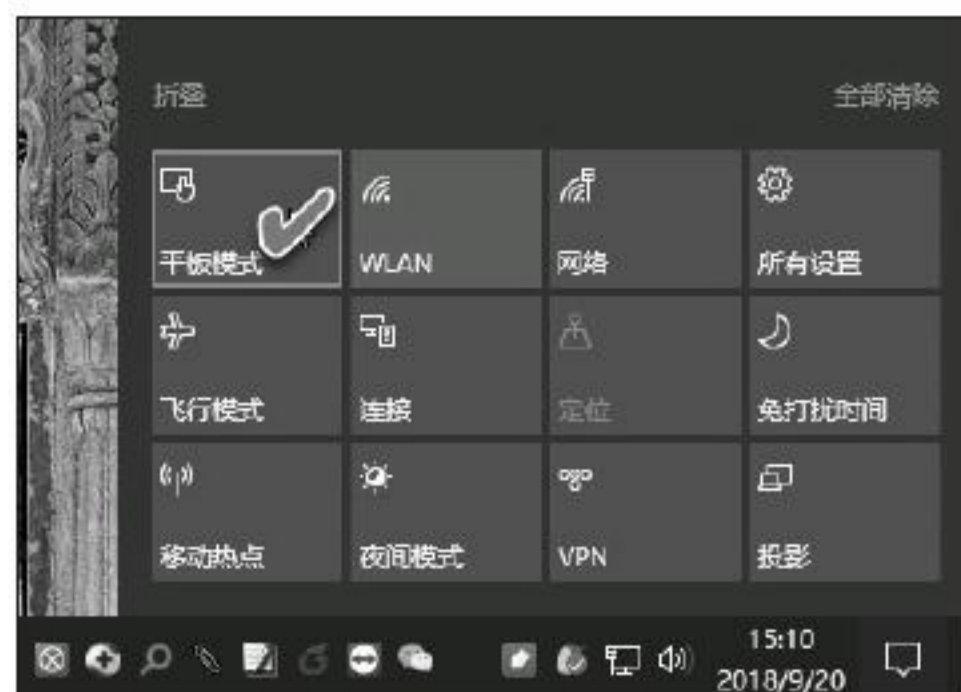 折叠 全部清除
平板模式 WLAN 网络 所有设置
飞行模式 连接 定位 免打扰时间
移动热点 夜间模式 VPN 投影
15:10
2018/9/20